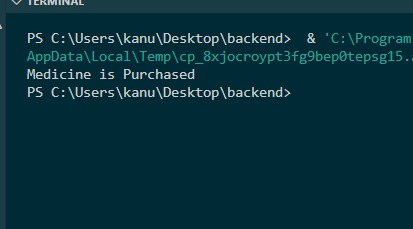 TERMINAL
PS C:\Users\kanu\Desktop\backend>  & 'C:\Program
AppData\Local\Temp\cp_8xjocroypt3fg9bep0tepsg15.
Medicine is Purchased
PS C:\Users\kanu\Desktop\backend>